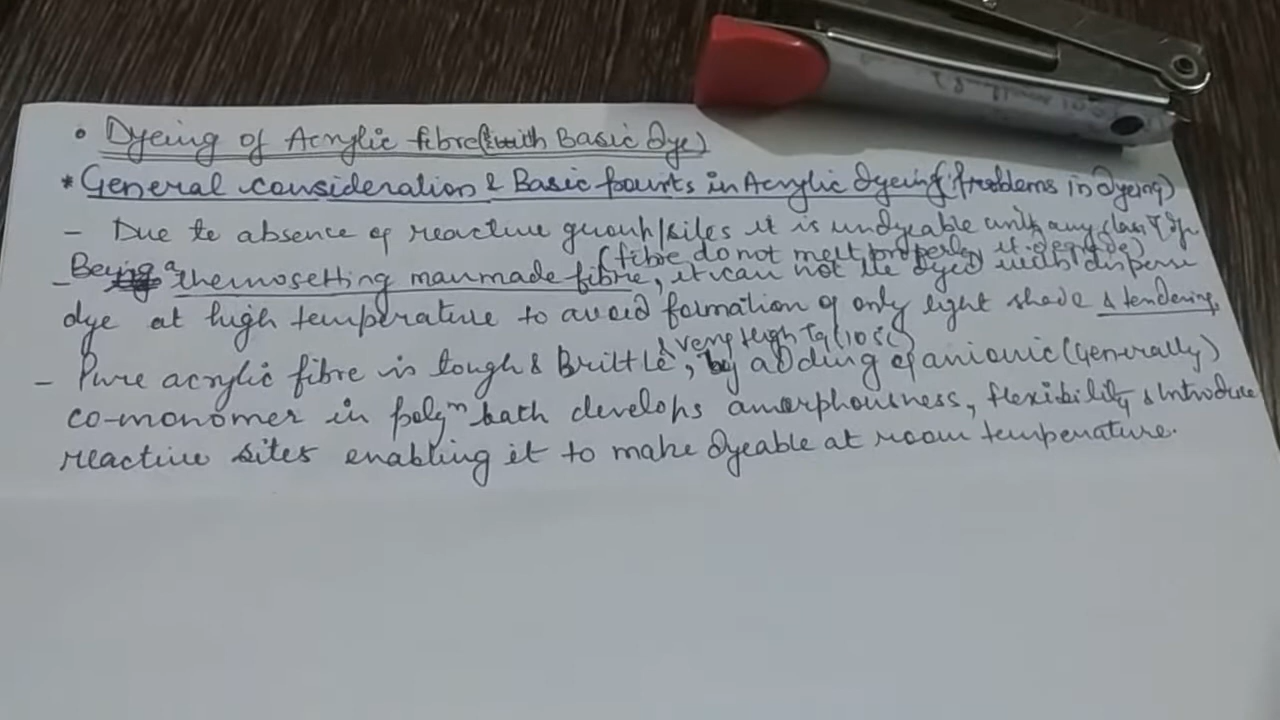 • Dyeing of Acrylic fibre (with Basic dye)
* General consideration & Basic points in Acrylic dyeing (Problems in dyeing)
- Due to absence of reactive group/sites it is undyeable with any class of dye
(fibre do not melt properly it degrade)
- Being a thermosetting manmade fibre, it can not be dyed with disperse
dye at high temperature to avoid formation of only light shade & tendering.
& very high Tg (105c)
- Pure acrylic fibre is tough & Brittle, by adding of anionic (Generally)
co-monomer in polyⁿ bath develops amorphousness, flexibility & Introduce
reactive sites enabling it to make dyeable at room temperature.